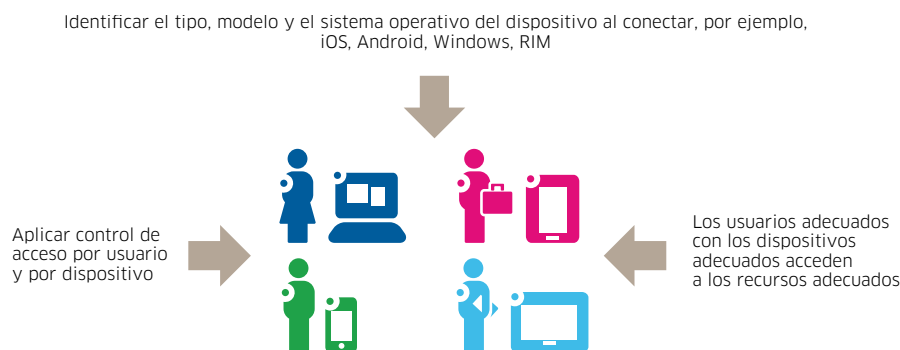 Identificar el tipo, modelo y el sistema operativo del dispositivo al conectar, por ejemplo,
iOS, Android, Windows, RIM
Aplicar control de
acceso por usuario
y por dispositivo
Los usuarios adecuados
con los dispositivos
adecuados acceden
a los recursos adecuados